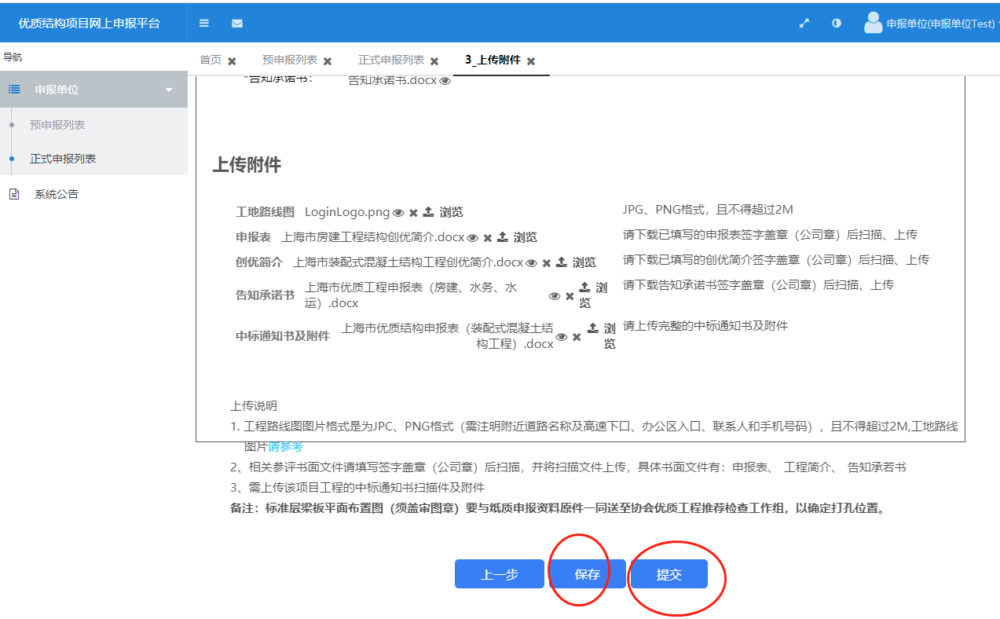 优质结构项目网上申报平台
申报单位(申报单位Test)
导航
首页 预申报列表 正式申报列表 3_上传附件
申报单位
预申报列表
正式申报列表
系统公告
*告知承诺书： 告知承诺书.docx
上传附件
工地路线图 LoginLogo.png 浏览 JPG、PNG格式，且不得超过2M
申报表 上海市房建工程结构创优简介.docx 浏览 请下载已填写的申报表签字盖章（公司章）后扫描、上传
创优简介 上海市装配式混凝土结构工程创优简介.docx 浏览 请下载已填写的创优简介签字盖章（公司章）后扫描、上传
告知承诺书 上海市优质工程申报表（房建、水务、水 浏 请下载告知承诺书签字盖章（公司章）后扫描、上传
运）.docx 览
中标通知书及附件 上海市优质结构申报表（装配式混凝土结 浏 请上传完整的中标通知书及附件
构工程）.docx 览
上传说明
1. 工程路线图图片格式是为JPC、PNG格式（需注明附近道路名称及高速下口、办公区入口、联系人和手机号码），且不得超过2M,工地路线
图片请参考
2、相关参评书面文件请填写签字盖章（公司章）后扫描，并将扫描文件上传，具体书面文件有：申报表、 工程简介、 告知承若书
3、需上传该项目工程的中标通知书扫描件及附件
备注：标准层梁板平面布置图（须盖审图章）要与纸质申报资料原件一同送至协会优质工程推荐检查工作组，以确定打孔位置。
上一步 保存 提交